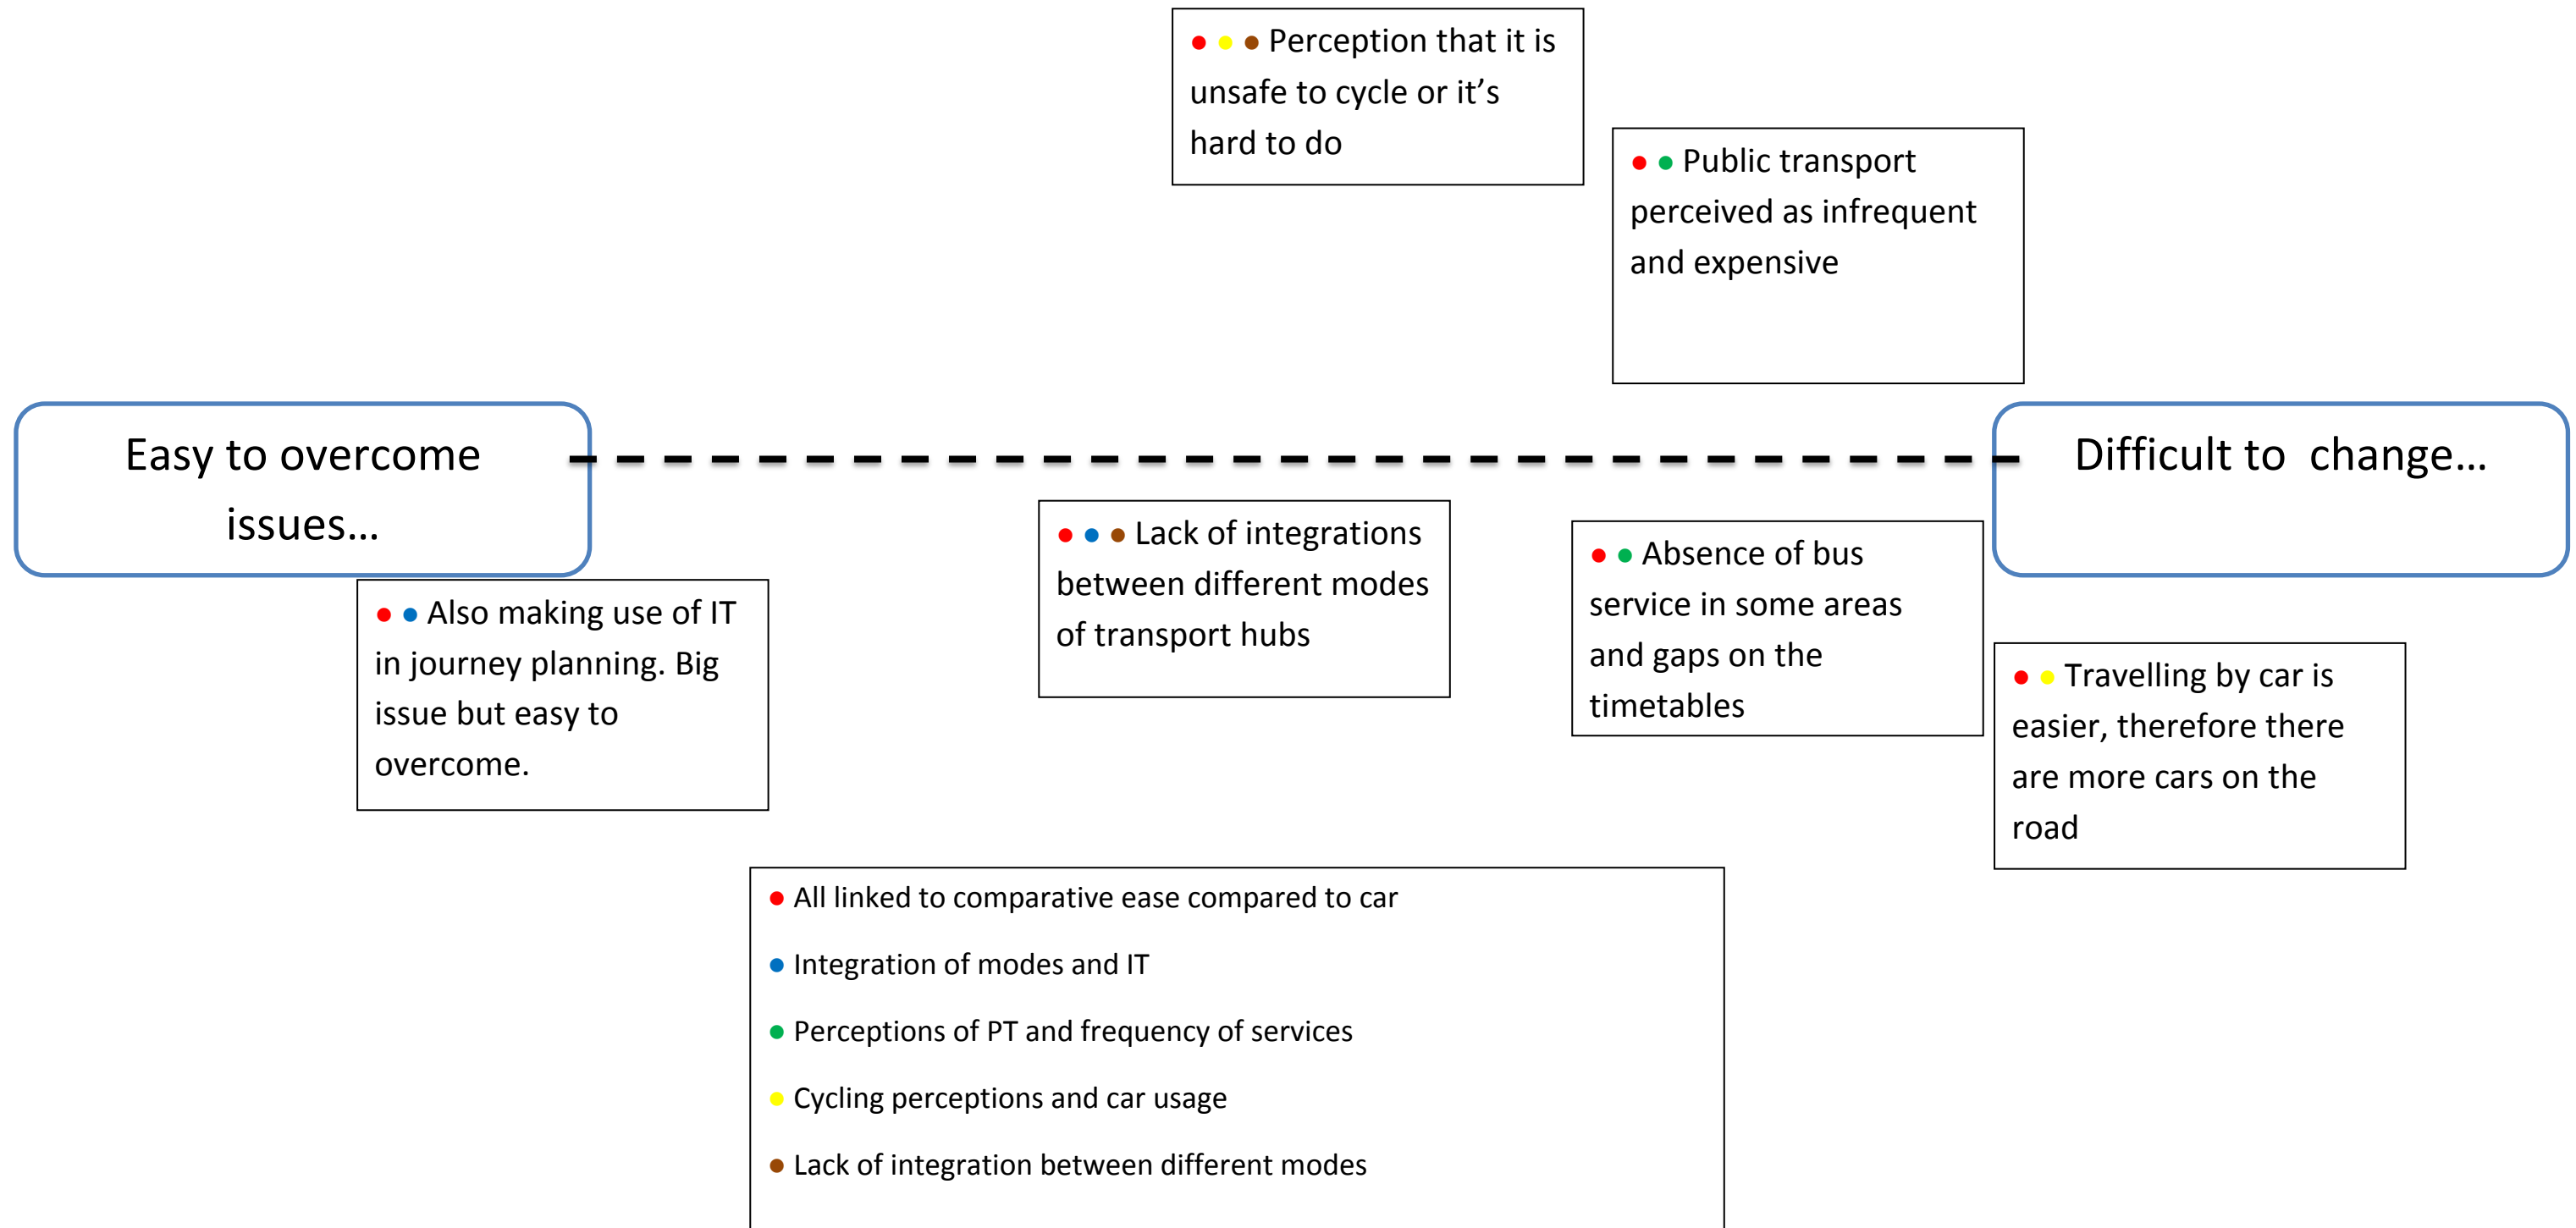 • • • Perception that it is
unsafe to cycle or it’s
hard to do
• • Public transport
perceived as infrequent
and expensive
Easy to overcome
issues…
Difficult to  change…
• • Also making use of IT
in journey planning. Big
issue but easy to
overcome.
• • • Lack of integrations
between different modes
of transport hubs
• • Absence of bus
service in some areas
and gaps on the
timetables
• • Travelling by car is
easier, therefore there
are more cars on the
road
• All linked to comparative ease compared to car
• Integration of modes and IT
• Perceptions of PT and frequency of services
• Cycling perceptions and car usage
• Lack of integration between different modes